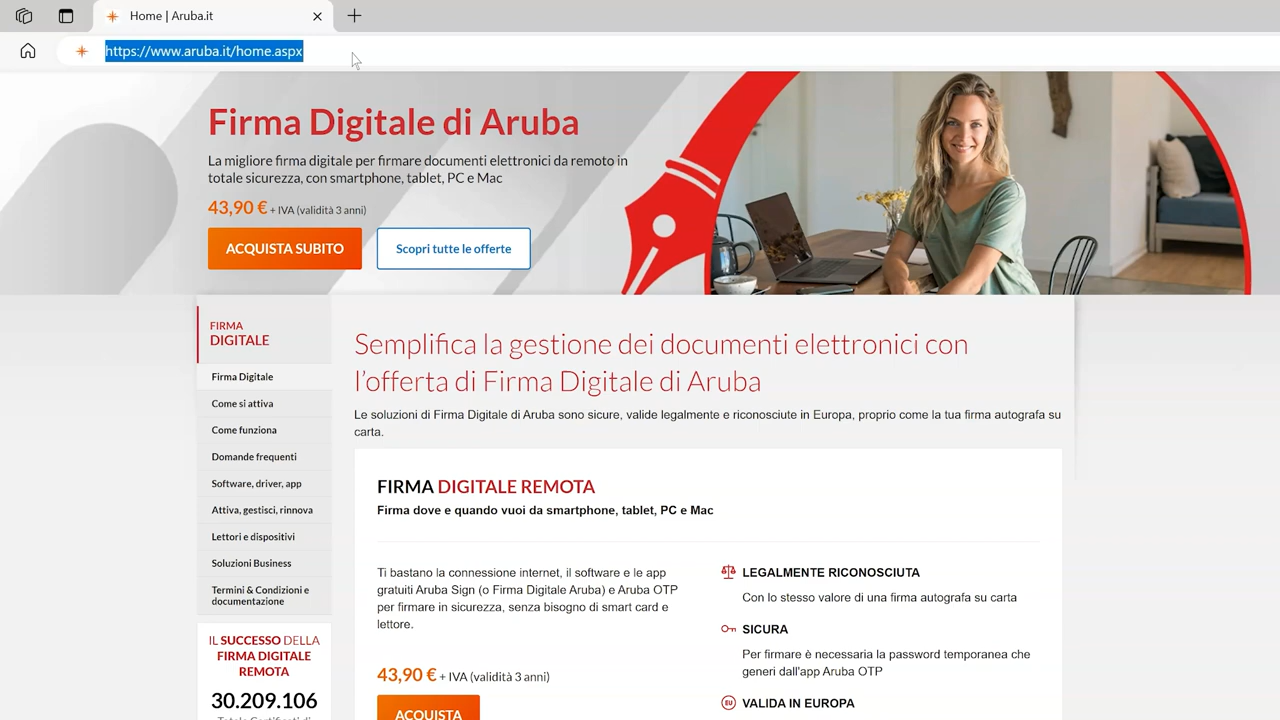 Home | Aruba.it
https://www.aruba.it/home.aspx
Firma Digitale di Aruba
La migliore firma digitale per firmare documenti elettronici da remoto in
totale sicurezza, con smartphone, tablet, PC e Mac
43,90 € + IVA (validità 3 anni)
ACQUISTA SUBITO
Scopri tutte le offerte
FIRMA
DIGITALE
Firma Digitale
Come si attiva
Come funziona
Domande frequenti
Software, driver, app
Attiva, gestisci, rinnova
Lettori e dispositivi
Soluzioni Business
Termini & Condizioni e
documentazione
IL SUCCESSO DELLA
FIRMA DIGITALE
REMOTA
30.209.106
Totale Certificati di
Semplifica la gestione dei documenti elettronici con
l’offerta di Firma Digitale di Aruba
Le soluzioni di Firma Digitale di Aruba sono sicure, valide legalmente e riconosciute in Europa, proprio come la tua firma autografa su
carta.
FIRMA DIGITALE REMOTA
Firma dove e quando vuoi da smartphone, tablet, PC e Mac
Ti bastano la connessione internet, il software e le app
gratuiti Aruba Sign (o Firma Digitale Aruba) e Aruba OTP
per firmare in sicurezza, senza bisogno di smart card e
lettore.
43,90 € + IVA (validità 3 anni)
ACQUISTA
LEGALMENTE RICONOSCIUTA
Con lo stesso valore di una firma autografa su carta
SICURA
Per firmare è necessaria la password temporanea che
generi dall'app Aruba OTP
EU VALIDA IN EUROPA